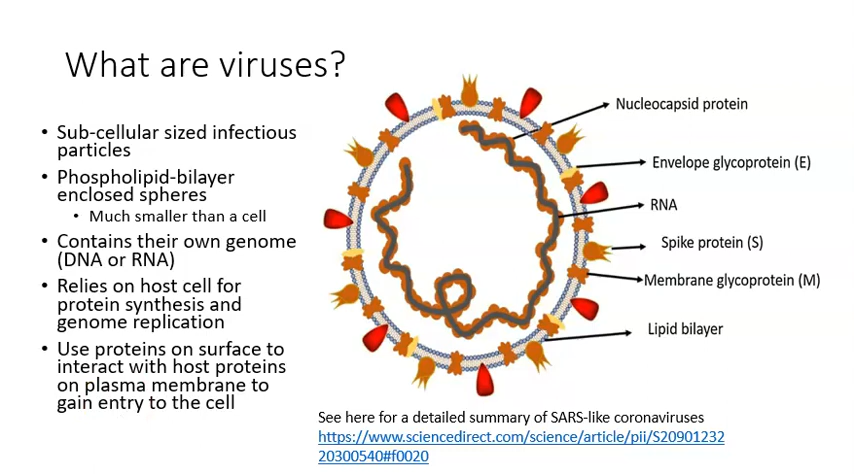 What are viruses?
• Sub-cellular sized infectious
particles
• Phospholipid-bilayer
enclosed spheres
• Much smaller than a cell
• Contains their own genome
(DNA or RNA)
• Relies on host cell for
protein synthesis and
genome replication
• Use proteins on surface to
interact with host proteins
on plasma membrane to
gain entry to the cell
Nucleocapsid protein
Envelope glycoprotein (E)
RNA
Spike protein (S)
Membrane glycoprotein (M)
Lipid bilayer
See here for a detailed summary of SARS-like coronaviruses
https://www.sciencedirect.com/science/article/pii/S20901232
20300540#f0020